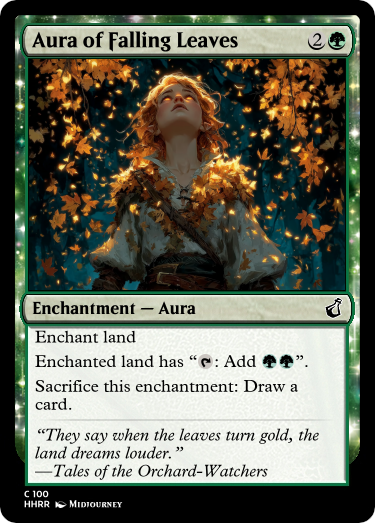 Aura of Falling Leaves 2
Enchantment — Aura
Enchant land
Enchanted land has “: Add ”.
Sacrifice this enchantment: Draw a
card.
“They say when the leaves turn gold, the
land dreams louder.”
—Tales of the Orchard-Watchers
C 100
HHRR Midjourney